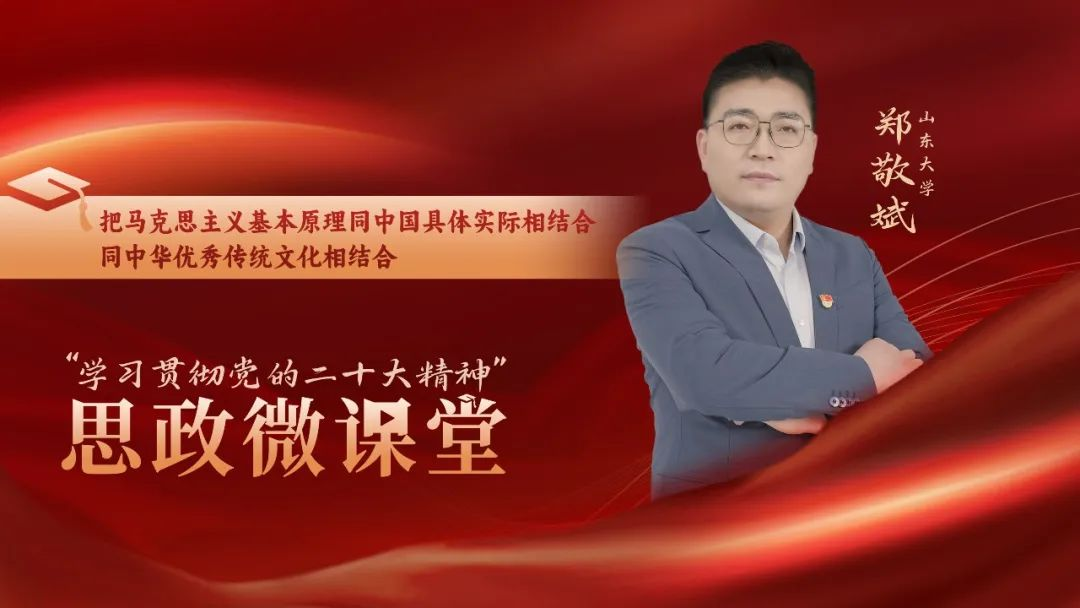 把马克思主义基本原理同中国具体实际相结合
同中华优秀传统文化相结合
“学习贯彻党的二十大精神”
思政微课堂
山东大学
郑敬斌